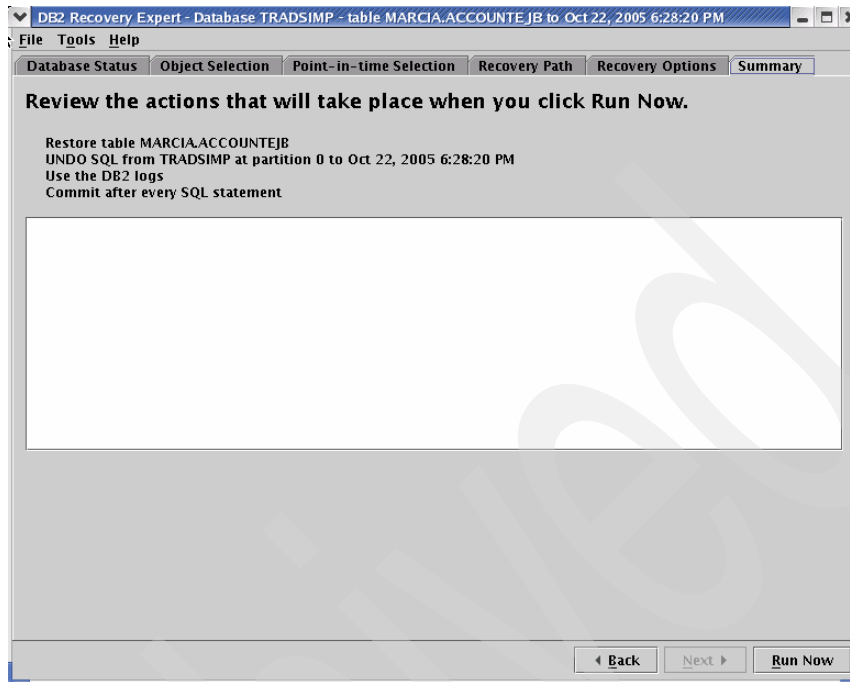 DB2 Recovery Expert - Database TRADSIMP - table MARCIA.ACCOUNTEJB to Oct 22, 2005 6:28:20 PM
File Tools Help
Database Status Object Selection Point-in-time Selection Recovery Path Recovery Options Summary
Review the actions that will take place when you click Run Now.
Restore table MARCIA.ACCOUNTEJB
UNDO SQL from TRADSIMP at partition 0 to Oct 22, 2005 6:28:20 PM
Use the DB2 logs
Commit after every SQL statement
Back Next Run Now